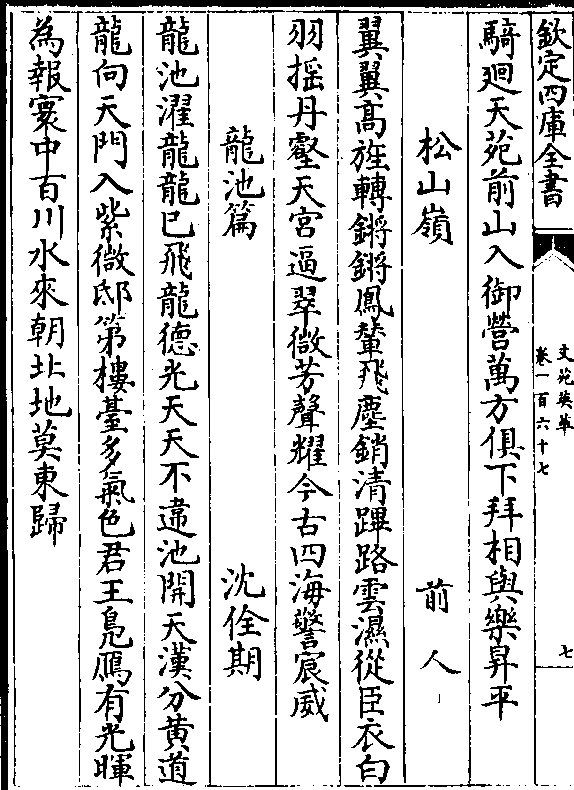 欽定四庫全書
文苑英華
卷一百六十七
七
騎廻天苑前山入御營萬方俱下拜相與樂昇平
松山嶺 前人
翼翼高旌轉鏘鏘鳳輦飛塵銷清蹕路雲濕從臣衣白
羽揺丹壑天宮逼翠微芳聲耀今古四海警宸威
龍池篇 沈佺期
龍池濯龍龍已飛龍德光天天不違池開天漢分黄道
龍向天門入紫微邸第樓臺多氣色君王鳧鴈有光暉
為報寰中百川水來朝北地莫東歸